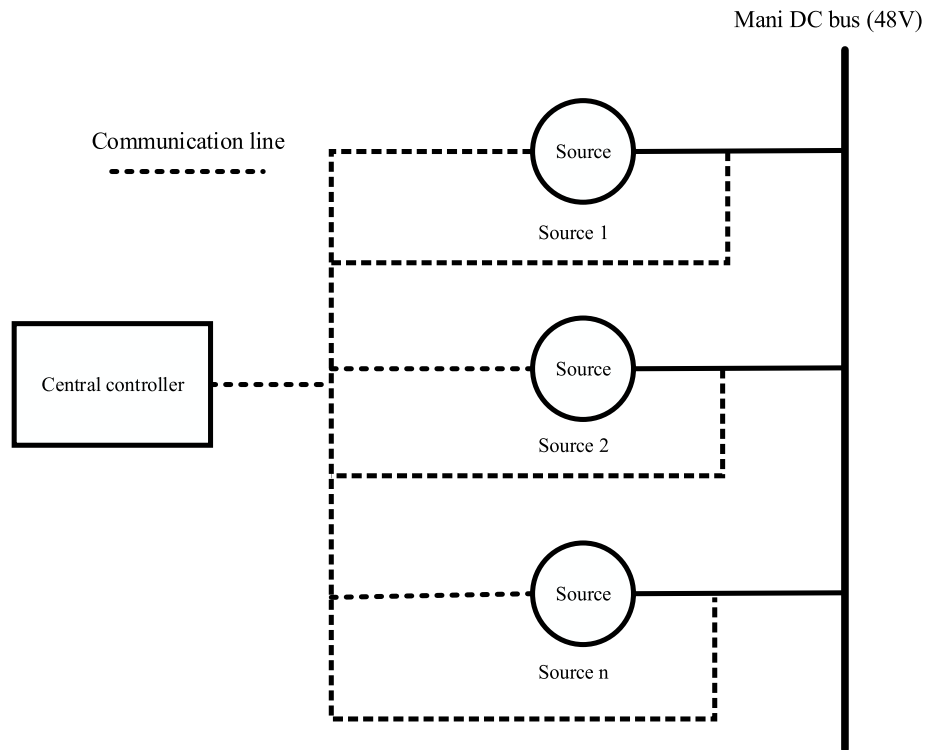 Mani DC bus (48V)
Communication line
Source
Source 1
Central controller
Source
Source 2
Source
Source n